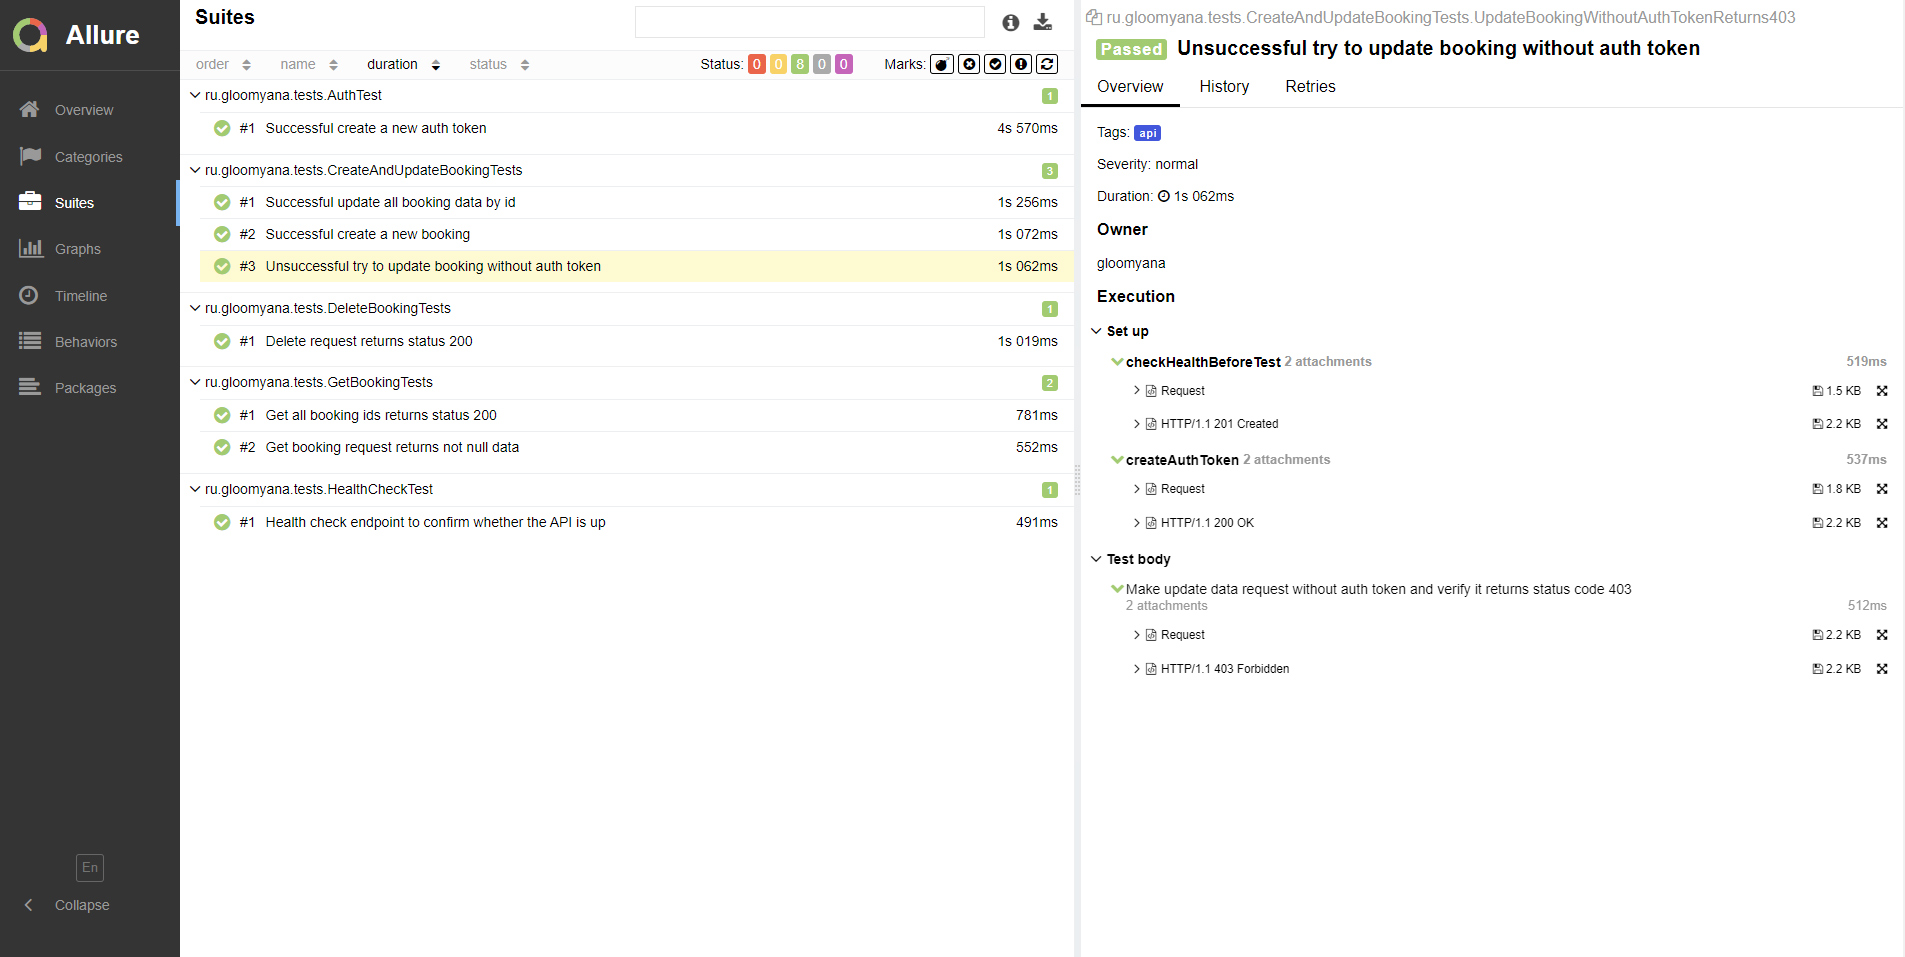 Allure
Overview
Categories
Suites
Graphs
Timeline
Behaviors
Packages
En
Collapse
Suites
order name duration status
Status: 0 0 8 0 0 Marks:
ru.gloomyana.tests.AuthTest 1
#1 Successful create a new auth token 4s 570ms
ru.gloomyana.tests.CreateAndUpdateBookingTests 3
#1 Successful update all booking data by id 1s 256ms
#2 Successful create a new booking 1s 072ms
#3 Unsuccessful try to update booking without auth token 1s 062ms
ru.gloomyana.tests.DeleteBookingTests 1
#1 Delete request returns status 200 1s 019ms
ru.gloomyana.tests.GetBookingTests 2
#1 Get all booking ids returns status 200 781ms
#2 Get booking request returns not null data 552ms
ru.gloomyana.tests.HealthCheckTest 1
#1 Health check endpoint to confirm whether the API is up 491ms
ru.gloomyana.tests.CreateAndUpdateBookingTests.UpdateBookingWithoutAuthTokenReturns403
Passed Unsuccessful try to update booking without auth token
Overview History Retries
Tags: api
Severity: normal
Duration: 1s 062ms
Owner
gloomyana
Execution
Set up
checkHealthBeforeTest 2 attachments 519ms
Request 1.5 KB
HTTP/1.1 201 Created 2.2 KB
createAuthToken 2 attachments 537ms
Request 1.8 KB
HTTP/1.1 200 OK 2.2 KB
Test body
Make update data request without auth token and verify it returns status code 403
2 attachments 512ms
Request 2.2 KB
HTTP/1.1 403 Forbidden 2.2 KB